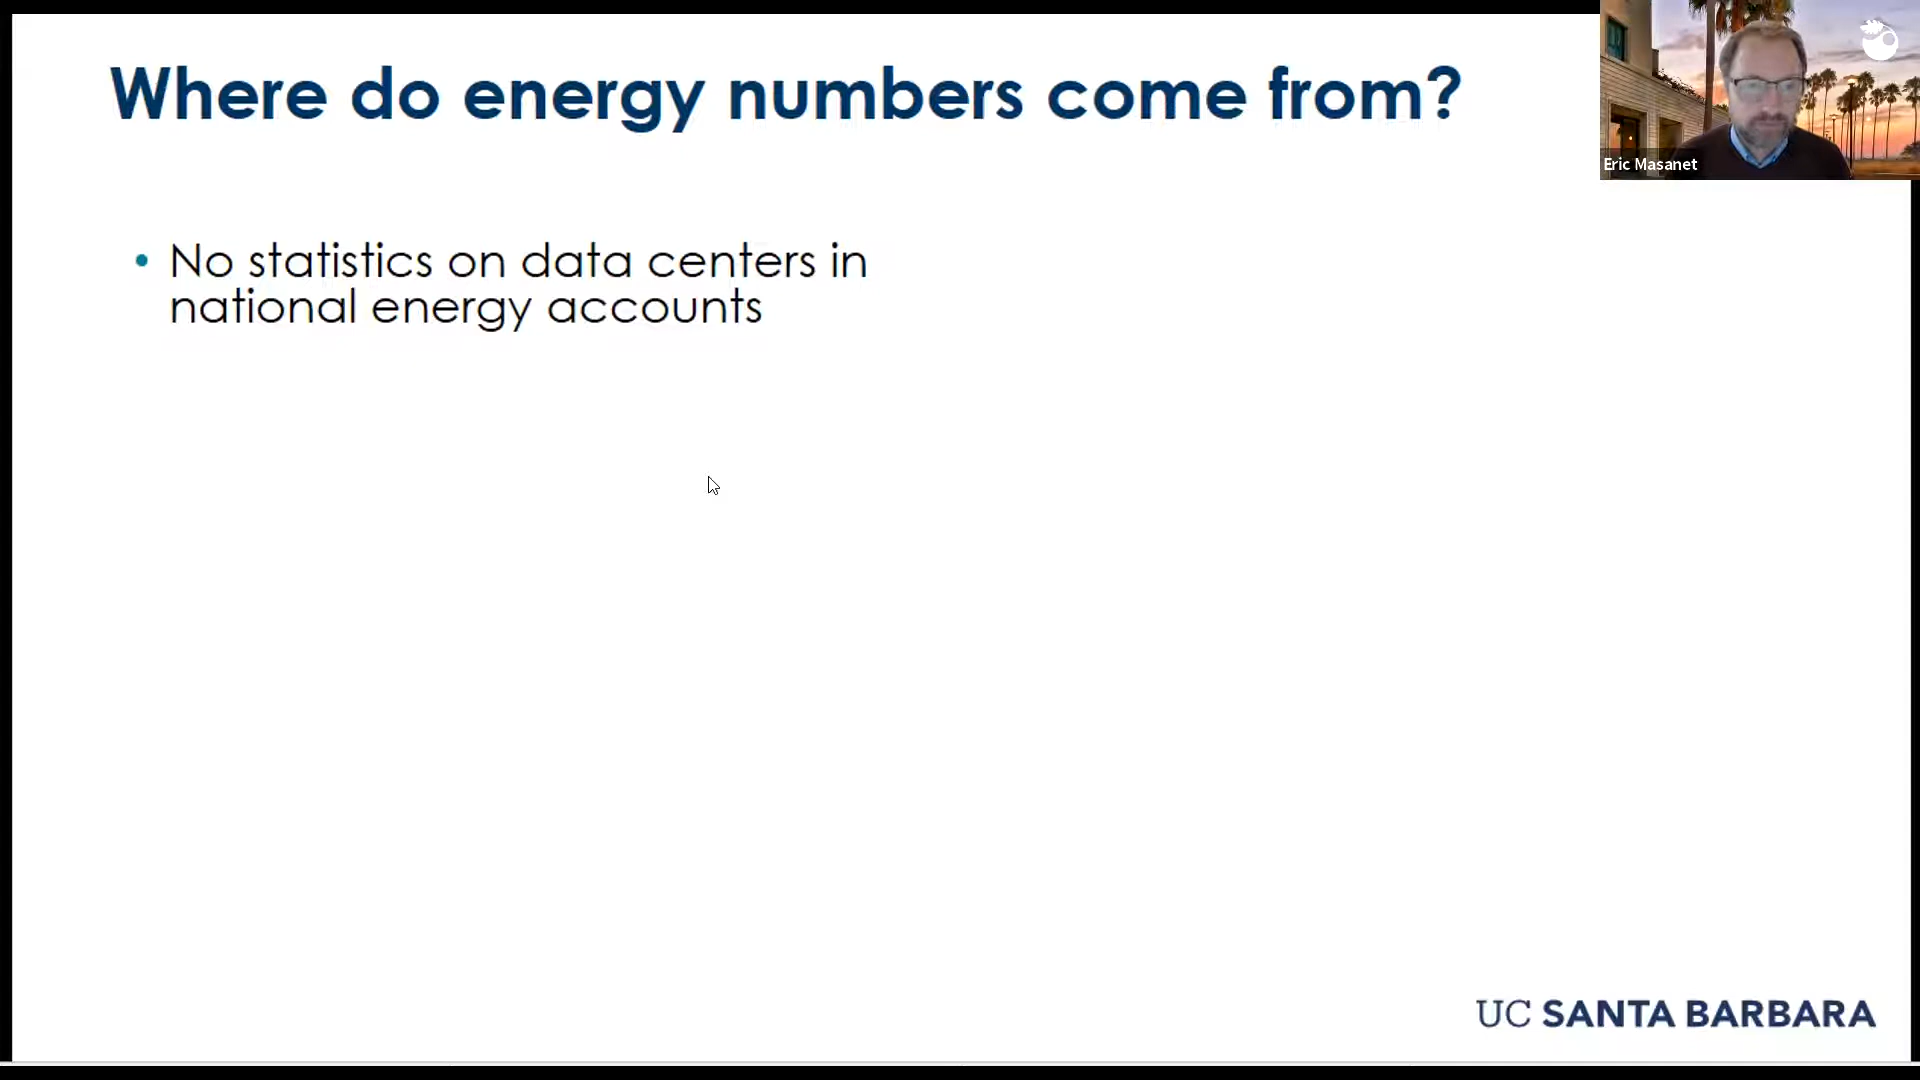 Where do energy numbers come from?
Eric Masanet
• No statistics on data centers in
national energy accounts
UC SANTA BARBARA